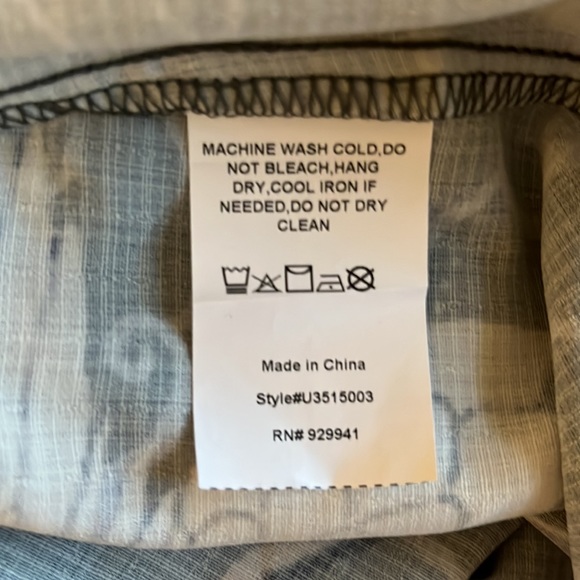 MACHINE WASH COLD,DO
NOT BLEACH,HANG
DRY,COOL IRON IF
NEEDED,DO NOT DRY
CLEAN
Made in China
Style#U3515003
RN# 929941